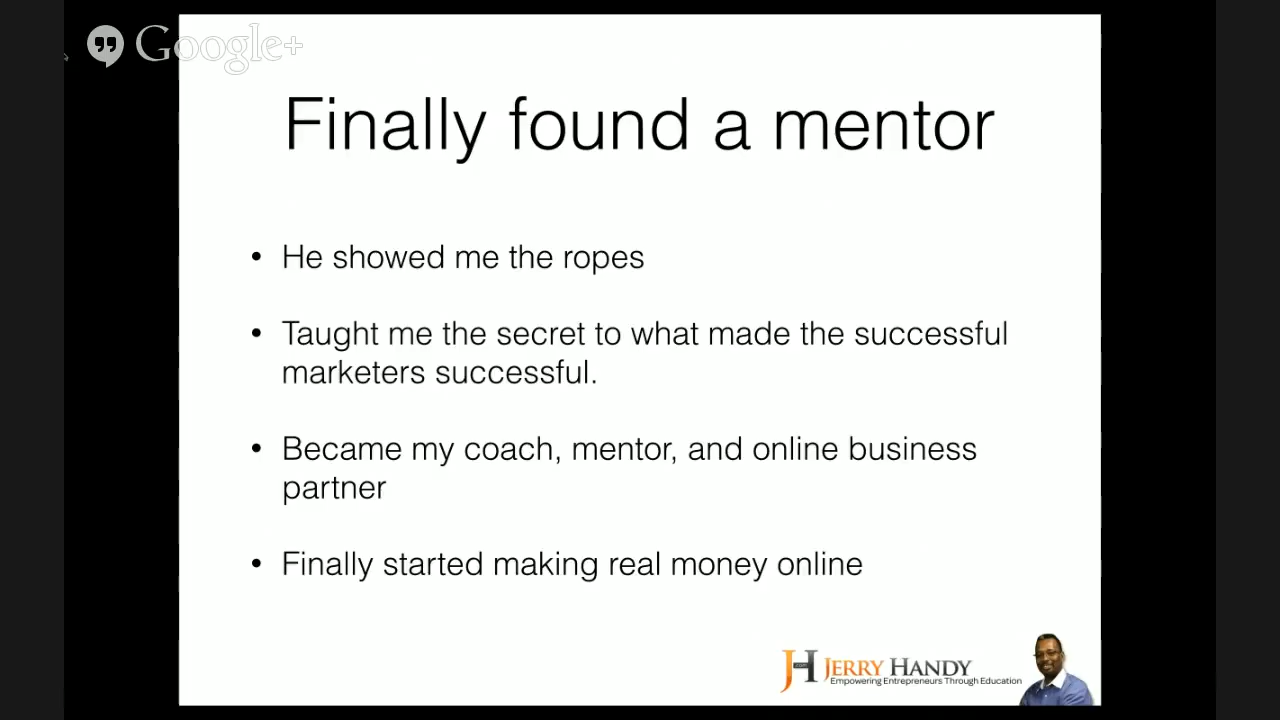 Google+
Finally found a mentor
• He showed me the ropes
• Taught me the secret to what made the successful
marketers successful.
• Became my coach, mentor, and online business
partner
• Finally started making real money online
JH .com JERRY HANDY
Empowering Entrepreneurs Through Education